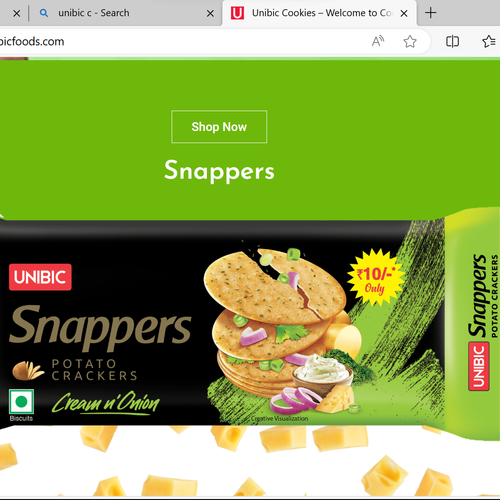 unibic c - Search
Unibic Cookies – Welcome to Co
bicfoods.com
Shop Now
Snappers
UNIBIC
Snappers
POTATO
CRACKERS
Cream n' Onion
Biscuits
₹10/-*
Only
Creative Visualization
UNIBIC
Snappers
POTATO CRACKERS